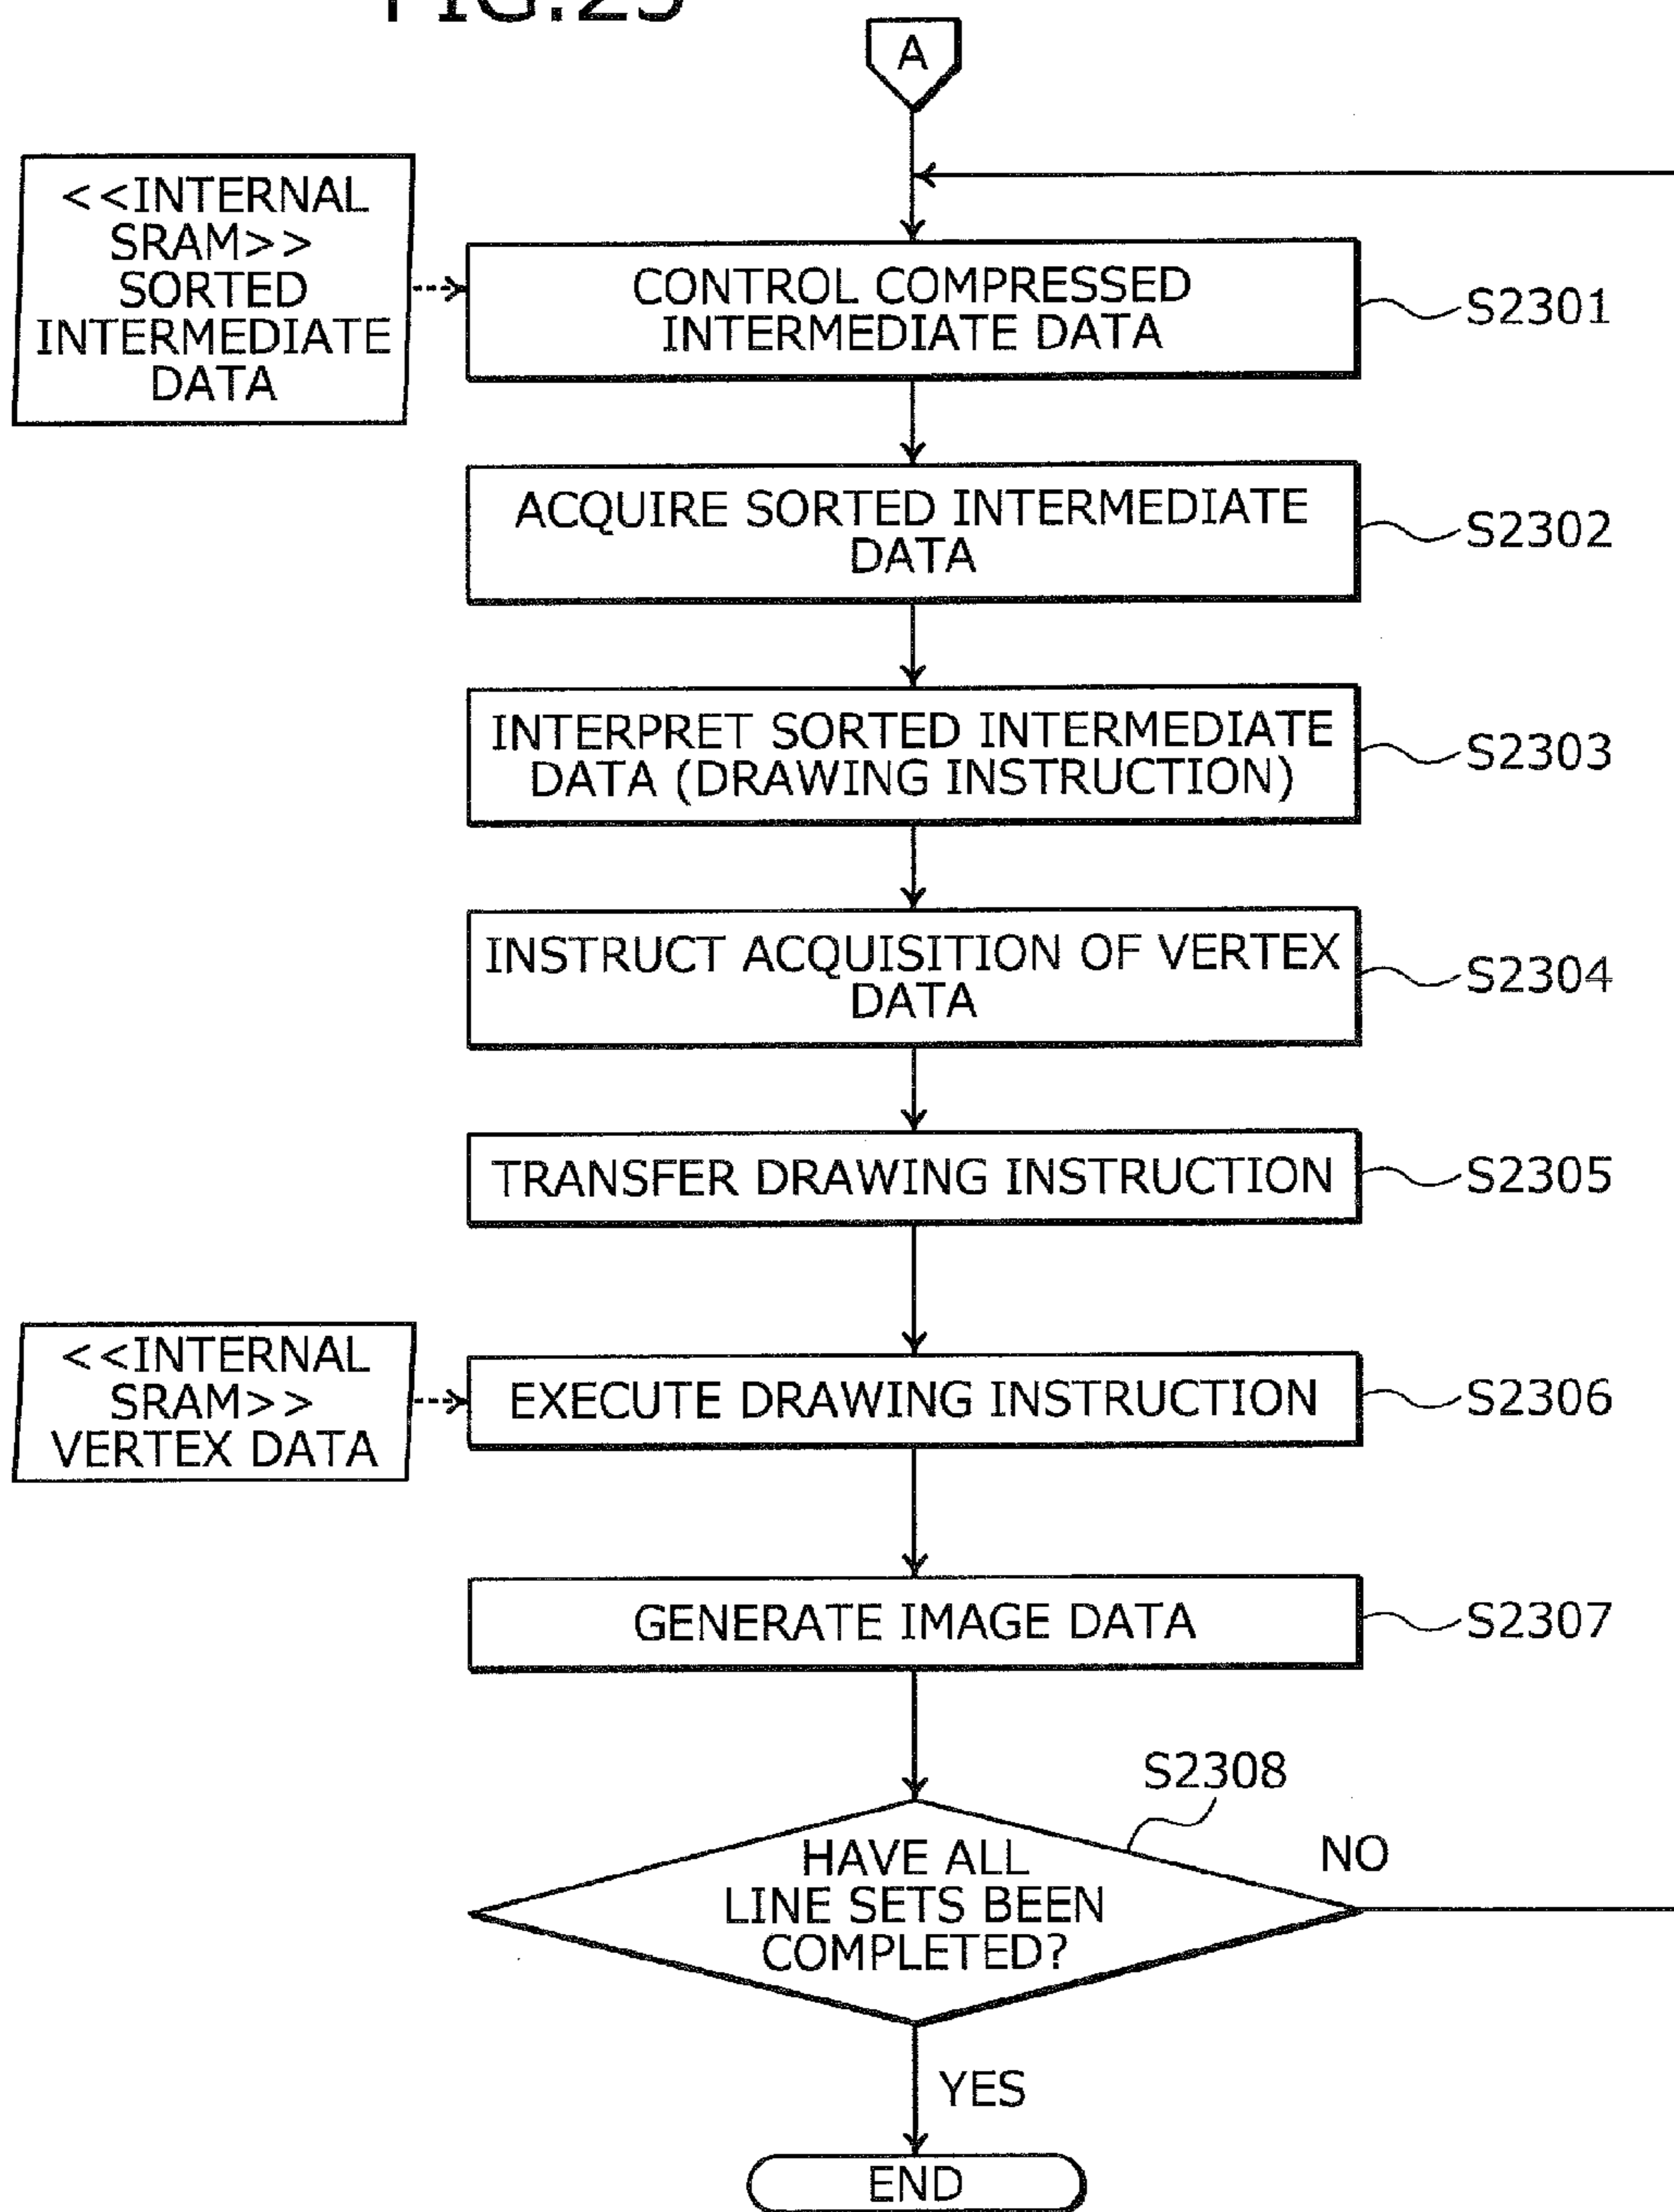 A
<<INTERNAL
SRAM>>
SORTED
INTERMEDIATE
DATA
CONTROL COMPRESSED
INTERMEDIATE DATA
S2301
ACQUIRE SORTED INTERMEDIATE
DATA
S2302
INTERPRET SORTED INTERMEDIATE
DATA (DRAWING INSTRUCTION)
S2303
INSTRUCT ACQUISITION OF VERTEX
DATA
S2304
TRANSFER DRAWING INSTRUCTION
S2305
<<INTERNAL
SRAM>>
VERTEX DATA
EXECUTE DRAWING INSTRUCTION
S2306
GENERATE IMAGE DATA
S2307
S2308
HAVE ALL
LINE SETS BEEN
COMPLETED?
NO
YES
END